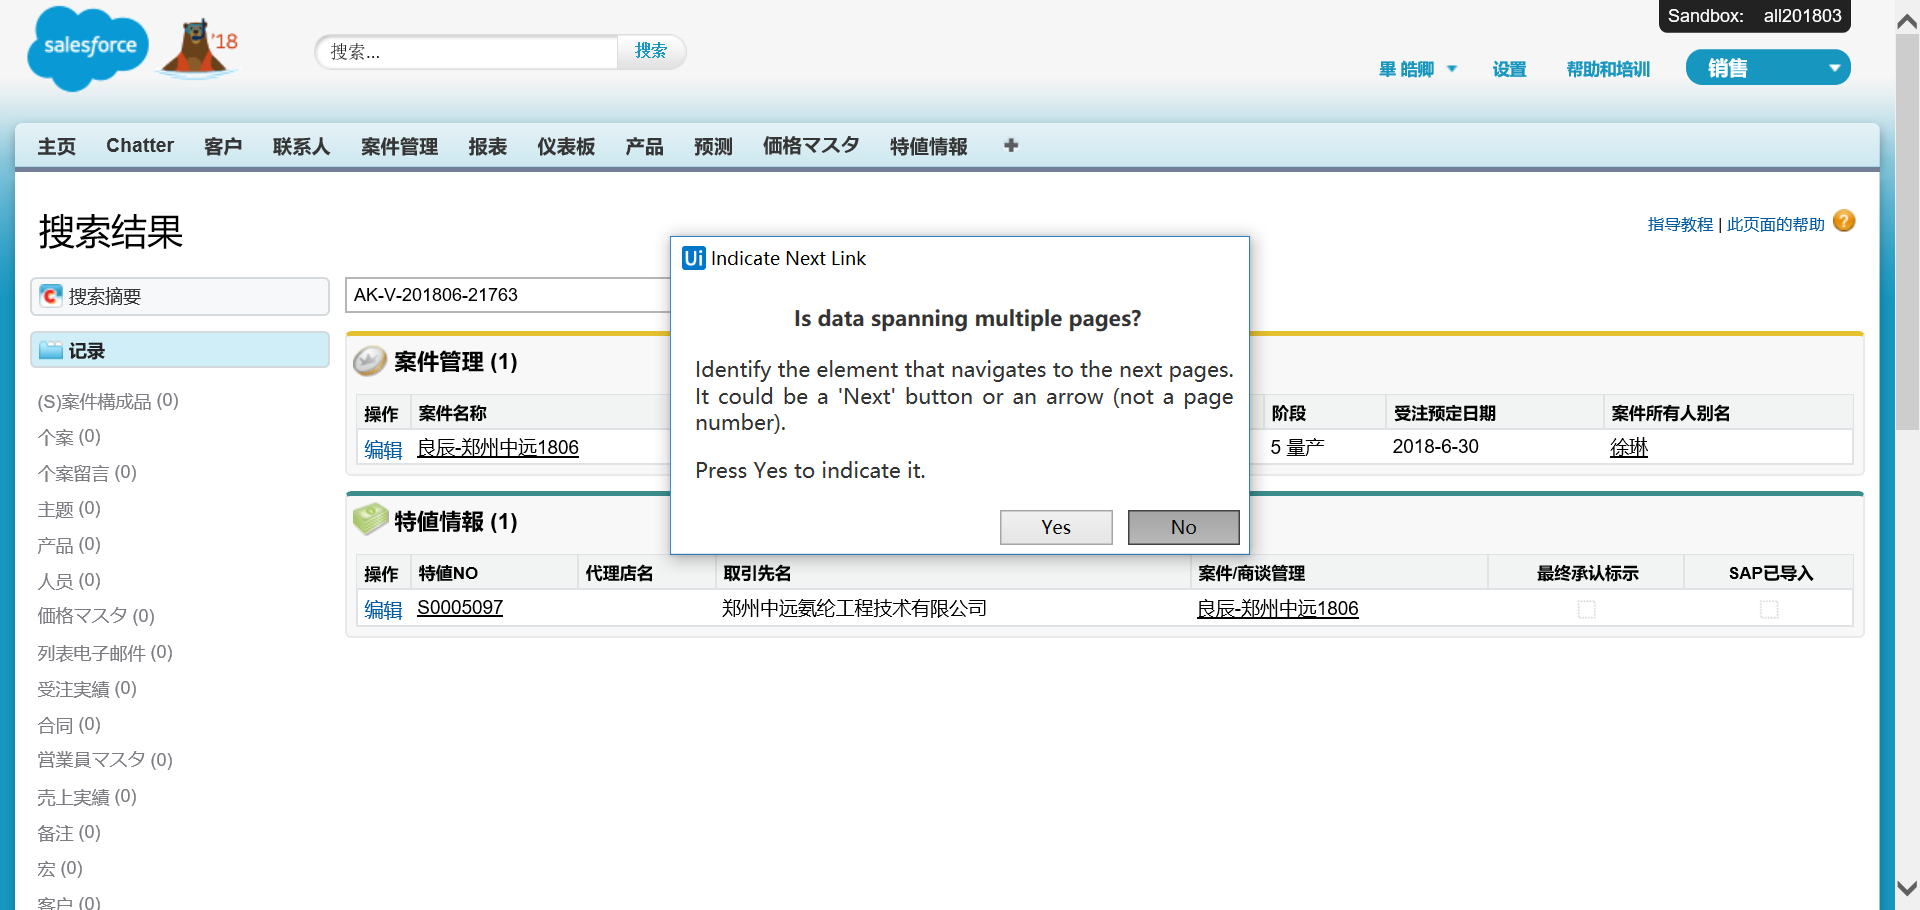 Sandbox: all201803
salesforce
'18
搜索...
搜索
畢 皓卿
设置
帮助和培训
销售
主页 Chatter 客户 联系人 案件管理 报表 仪表板 产品 预测 価格マスタ 特値情報
搜索结果
指导教程 | 此页面的帮助
?
搜索摘要
记录
(S)案件構成品 (0)
个案 (0)
个案留言 (0)
主题 (0)
产品 (0)
人员 (0)
価格マスタ (0)
列表电子邮件 (0)
受注実績 (0)
合同 (0)
営業員マスタ (0)
売上実績 (0)
备注 (0)
宏 (0)
客户 (0)
AK-V-201806-21763
案件管理 (1)
操作 案件名称 阶段 受注预定日期 案件所有人别名
编辑 良辰-郑州中远1806 5 量产 2018-6-30 徐琳
特値情報 (1)
操作 特値NO 代理店名 取引先名 案件/商谈管理 最终承认标示 SAP已导入
编辑 S0005097 郑州中远氨纶工程技术有限公司 良辰-郑州中远1806
Ui Indicate Next Link
Is data spanning multiple pages?
Identify the element that navigates to the next pages.
It could be a 'Next' button or an arrow (not a page
number).
Press Yes to indicate it.
Yes No